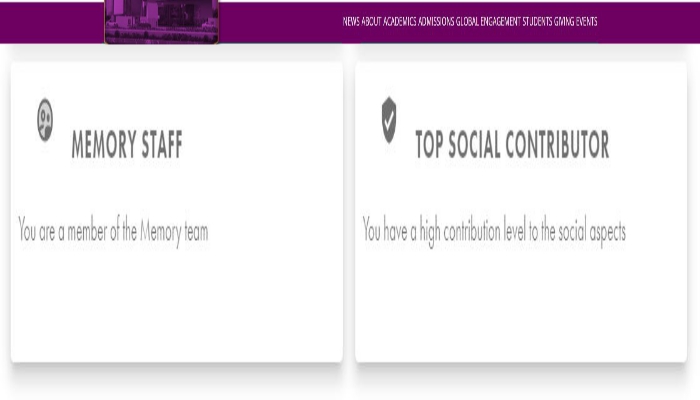 NEWS ABOUT ACADEMICS ADMISSIONS GLOBAL ENGAGEMENT STUDENTS GIVING EVENTS
MEMORY STAFF
You are a member of the Memory team
TOP SOCIAL CONTRIBUTOR
You have a high contribution level to the social aspects